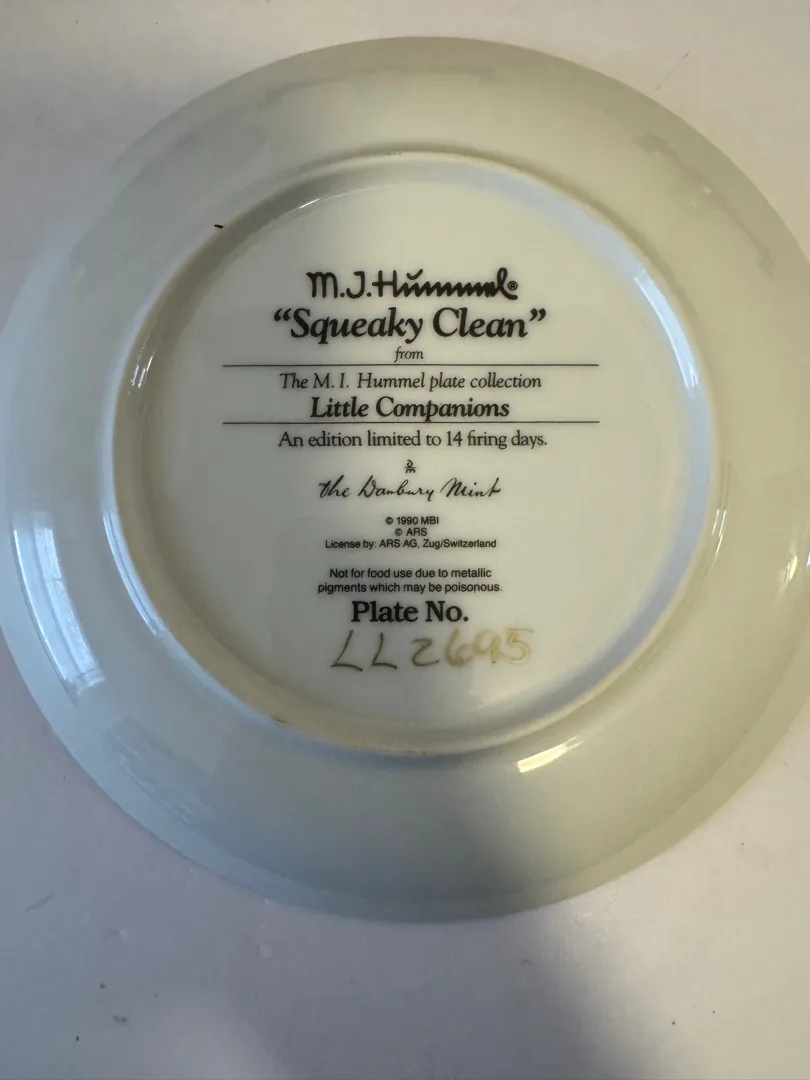 M.J.Hummel®
“Squeaky Clean”
from
The M. I. Hummel plate collection
Little Companions
An edition limited to 14 firing days.
DM
the Danbury Mint
© 1990 MBI
© ARS
License by: ARS AG, Zug/Switzerland
Not for food use due to metallic
pigments which may be poisonous.
Plate No.
LL2695